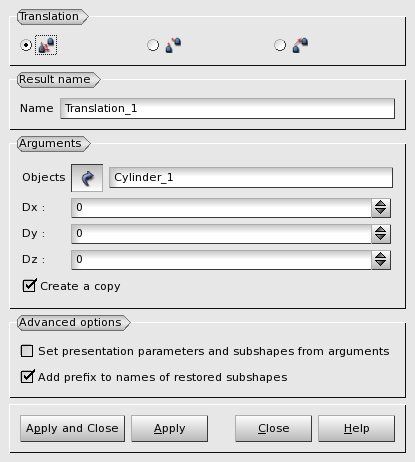 Translation
Result name
Name Translation_1
Arguments
Objects Cylinder_1
Dx : 0
Dy : 0
Dz : 0
Create a copy
Advanced options
Set presentation parameters and subshapes from arguments
Add prefix to names of restored subshapes
Apply and Close Apply Close Help